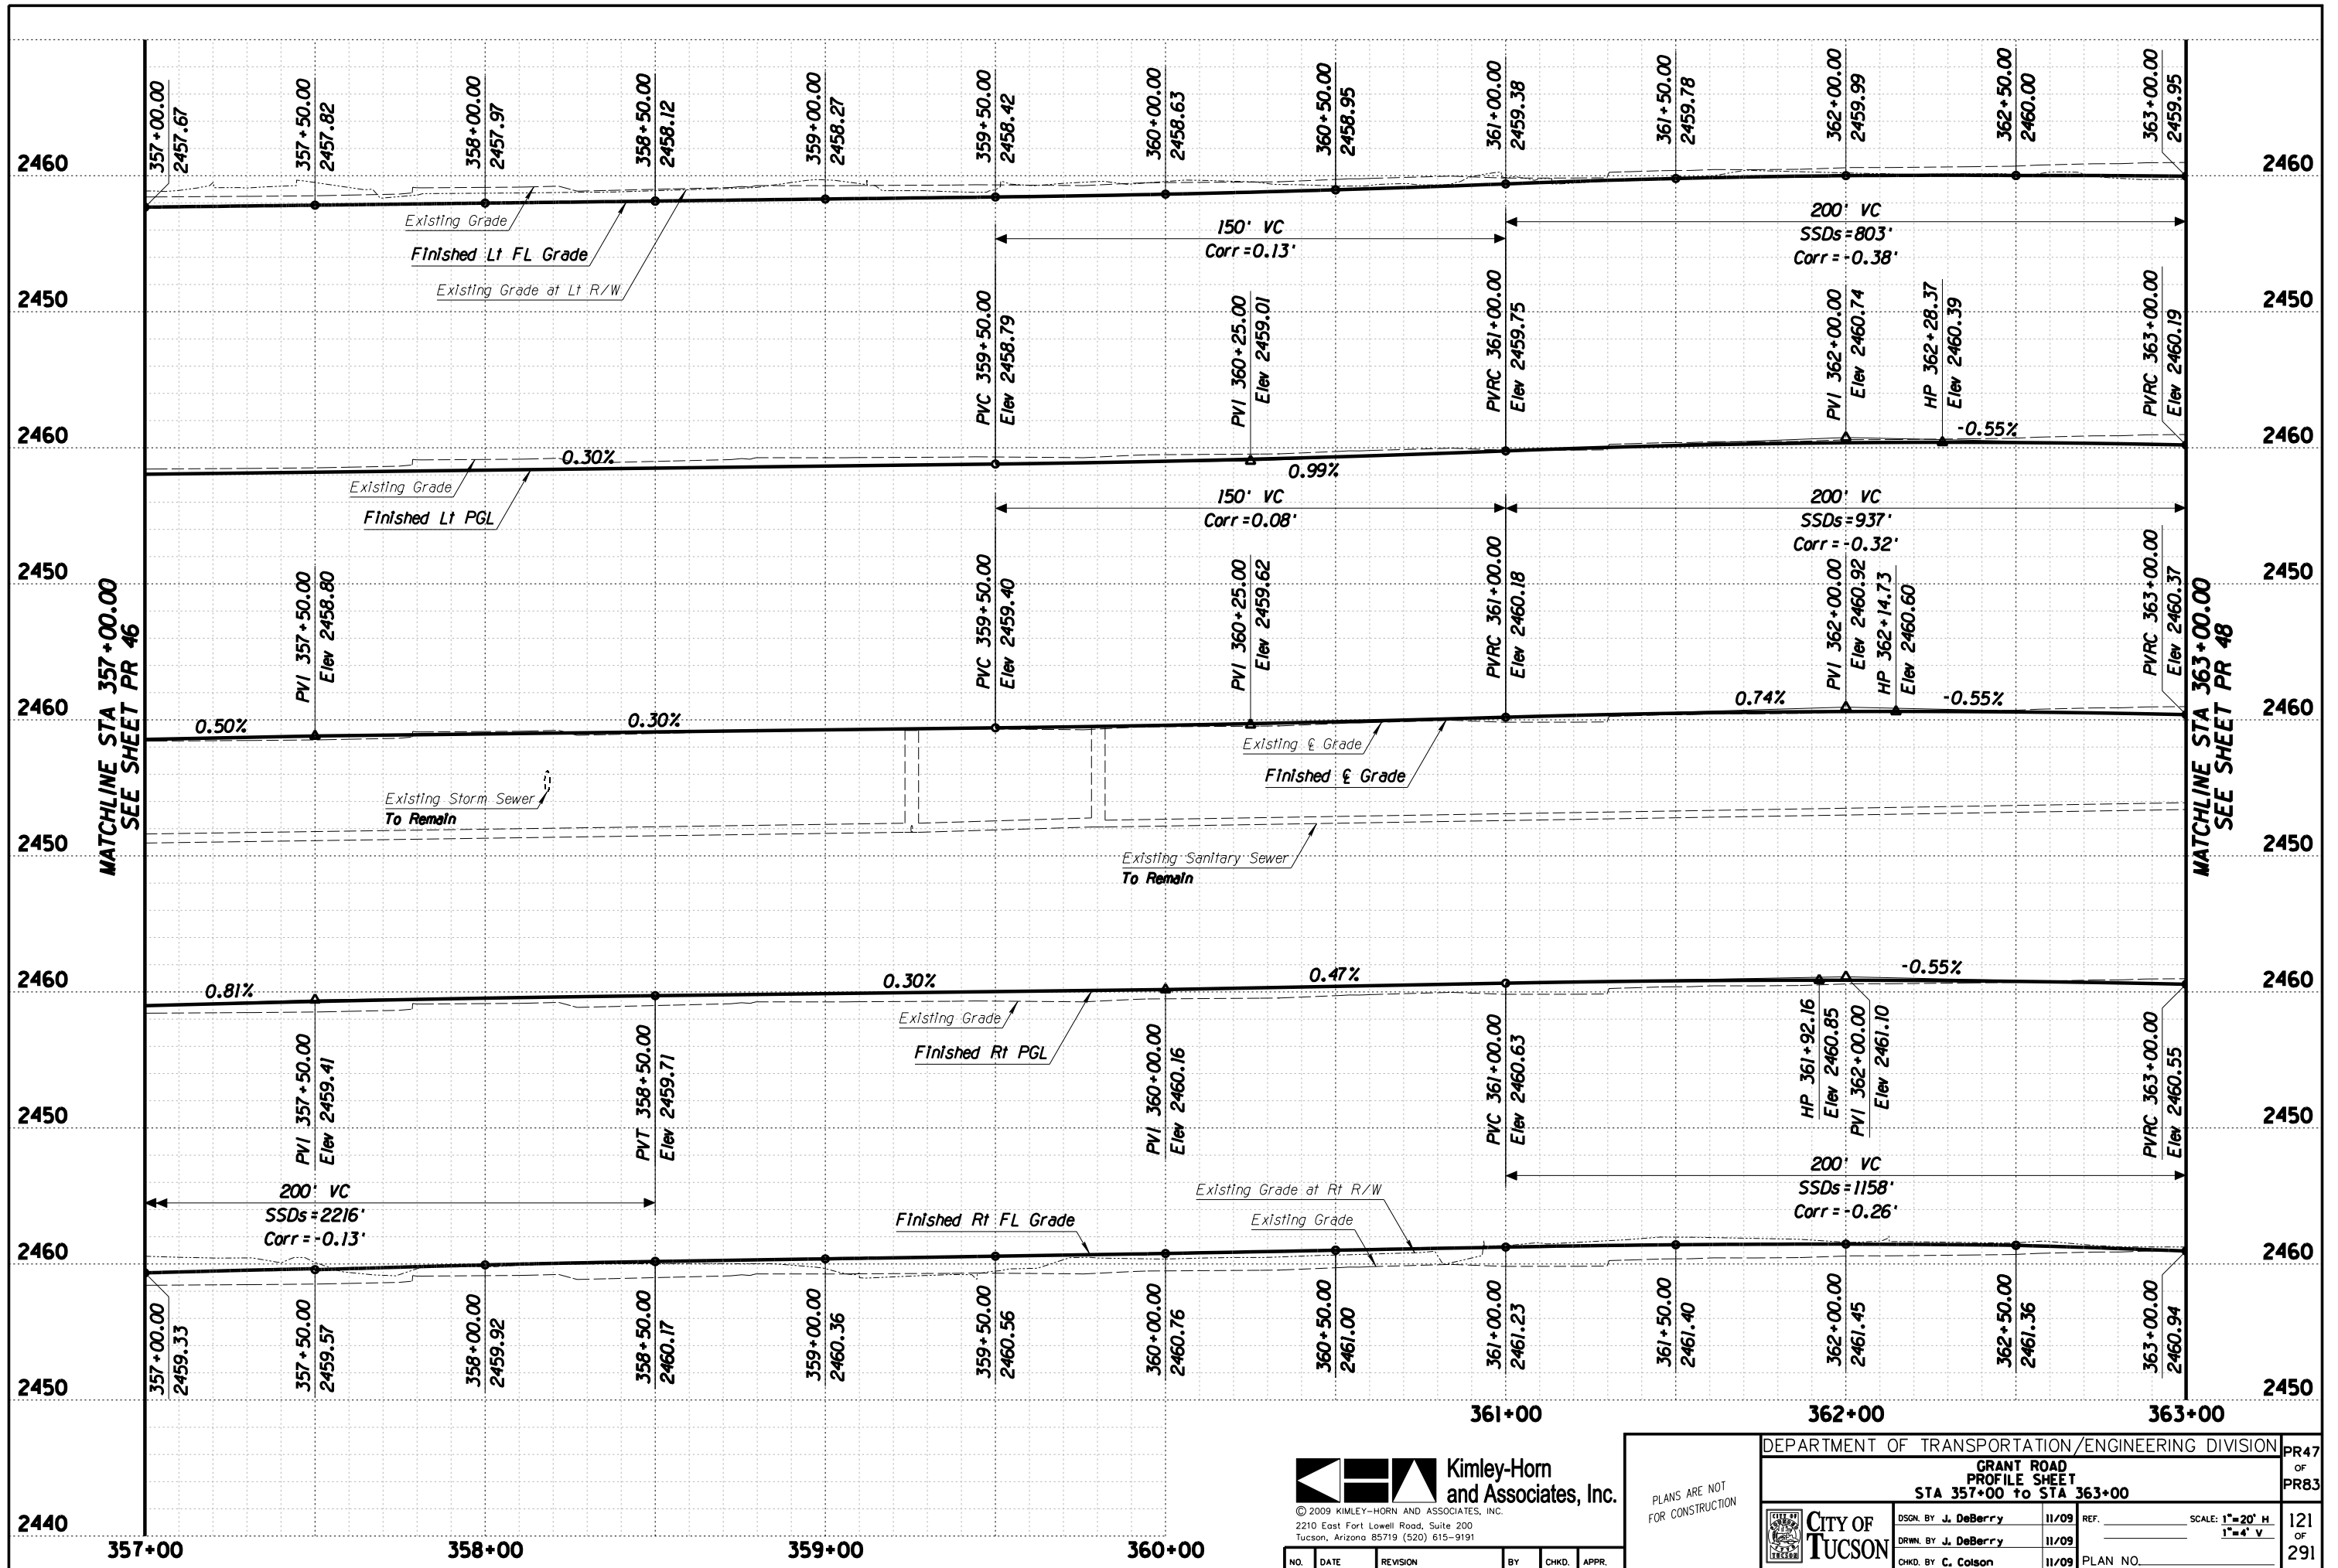 357+00.00
2457.67
357+50.00
2457.82
358+00.00
2457.97
358+50.00
2458.12
359+00.00
2458.27
359+50.00
2458.42
360+00.00
2458.63
360+50.00
2458.95
361+00.00
2459.38
361+50.00
2459.78
362+00.00
2459.99
362+50.00
2460.00
363+00.00
2459.95
2460
2460
Existing Grade
Finished Lt FL Grade
Existing Grade at Lt R/W
150' VC
Corr=0.13'
200' VC
SSDs=803'
Corr=-0.38'
2450
2450
PVC 359+50.00
Elev 2458.79
PVI 360+25.00
Elev 2459.01
PVRC 361+00.00
Elev 2459.75
PVI 362+00.00
Elev 2460.74
HP 362+28.37
Elev 2460.39
PVRC 363+00.00
Elev 2460.19
2460
2460
0.30%
0.99%
-0.55%
Existing Grade
Finished Lt PGL
150' VC
Corr=0.08'
200' VC
SSDs=937'
Corr=-0.32'
2450
2450
MATCHLINE STA 357+00.00
SEE SHEET PR 46
MATCHLINE STA 363+00.00
SEE SHEET PR 48
PVI 357+50.00
Elev 2458.80
PVC 359+50.00
Elev 2459.40
PVI 360+25.00
Elev 2459.62
PVRC 361+00.00
Elev 2460.18
PVI 362+00.00
Elev 2460.92
HP 362+14.73
Elev 2460.60
PVRC 363+00.00
Elev 2460.37
2460
2460
0.50%
0.30%
0.74%
-0.55%
Existing ℄ Grade
Finished ℄ Grade
Existing Storm Sewer
To Remain
2450
2450
Existing Sanitary Sewer
To Remain
2460
2460
0.81%
0.30%
0.47%
-0.55%
Existing Grade
Finished Rt PGL
PVI 357+50.00
Elev 2459.41
PVT 358+50.00
Elev 2459.71
PVI 360+00.00
Elev 2460.16
PVC 361+00.00
Elev 2460.63
HP 361+92.16
Elev 2460.85
PVI 362+00.00
Elev 2461.10
PVRC 363+00.00
Elev 2460.55
2450
2450
200' VC
SSDs=2216'
Corr=-0.13'
200' VC
SSDs=1158'
Corr=-0.26'
Existing Grade at Rt R/W
Finished Rt FL Grade
Existing Grade
2460
2460
357+00.00
2459.33
357+50.00
2459.57
358+00.00
2459.92
358+50.00
2460.17
359+00.00
2460.36
359+50.00
2460.56
360+00.00
2460.76
360+50.00
2461.00
361+00.00
2461.23
361+50.00
2461.40
362+00.00
2461.45
362+50.00
2461.36
363+00.00
2460.94
2450
2450
361+00
362+00
363+00
2440
357+00
358+00
359+00
360+00
Kimley-Horn
and Associates, Inc.
© 2009 KIMLEY-HORN AND ASSOCIATES, INC.
2210 East Fort Lowell Road, Suite 200
Tucson, Arizona 85719 (520) 615-9191
NO. DATE REVISION BY CHKD. APPR.
PLANS ARE NOT
FOR CONSTRUCTION
DEPARTMENT OF TRANSPORTATION/ENGINEERING DIVISION
GRANT ROAD
PROFILE SHEET
STA 357+00 to STA 363+00
PR47
OF
PR83
CITY OF
TUCSON
DSGN. BY J. DeBerry 11/09
DRWN. BY J. DeBerry 11/09
CHKD. BY C. Colson 11/09
REF. SCALE: 1"=20' H
1"=4' V
PLAN NO.
121
OF
291